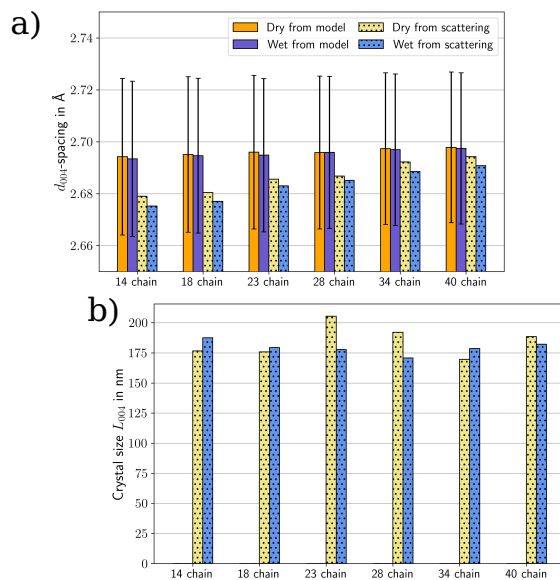 a)
2.74
2.72
2.70
2.68
2.66
d004-spacing in Å
Dry from model
Wet from model
Dry from scattering
Wet from scattering
14 chain 18 chain 23 chain 28 chain 34 chain 40 chain
b)
200
175
150
125
100
75
50
25
0
Crystal size L004 in nm
14 chain 18 chain 23 chain 28 chain 34 chain 40 chain